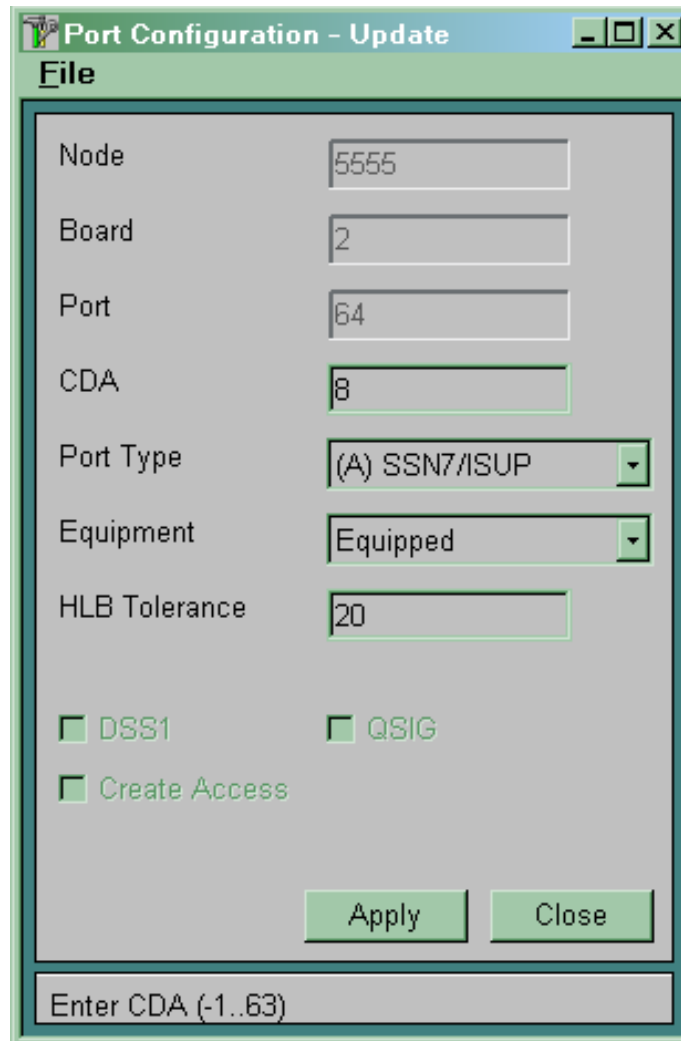 Port Configuration - Update
File
Node 5555
Board 2
Port 64
CDA 8
Port Type (A) SSN7/ISUP
Equipment Equipped
HLB Tolerance 20
DSS1 QSIG
Create Access
Apply Close
Enter CDA (-1..63)